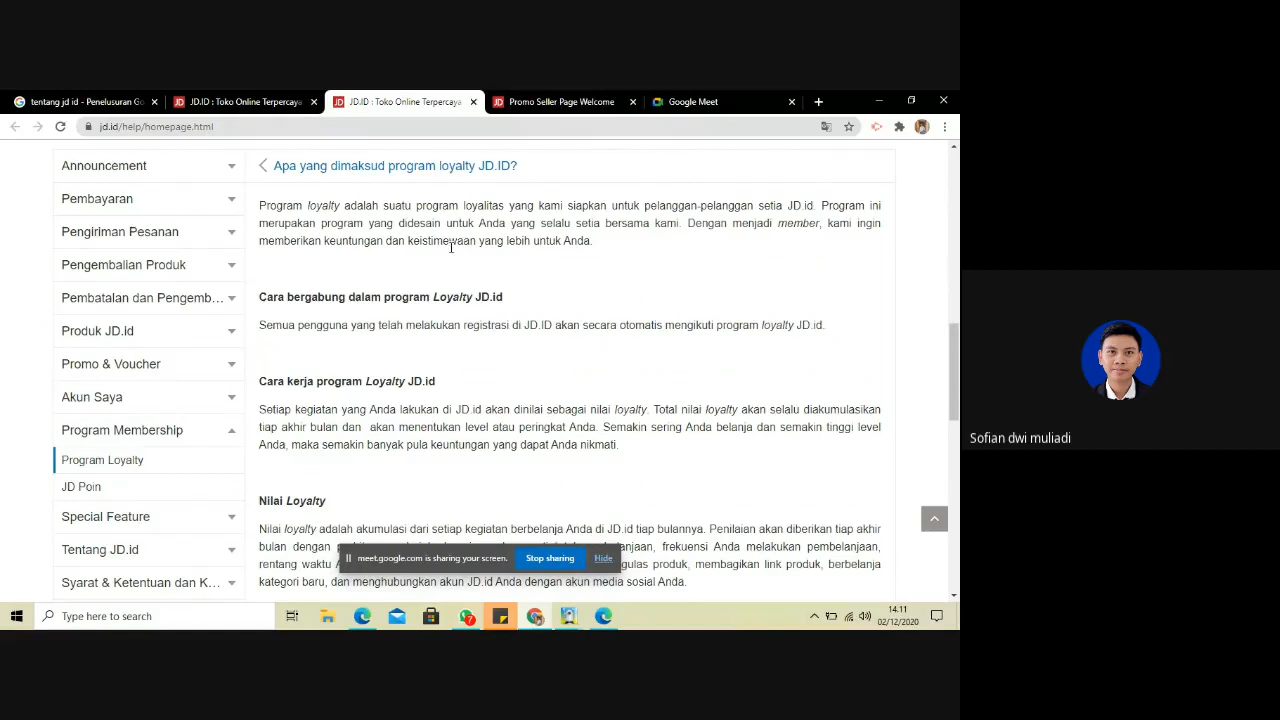 tentang jd id - Penelusuran Go
JD.ID : Toko Online Terpercaya
JD.ID : Toko Online Terpercaya
Promo Seller Page Welcome
Google Meet
jd.id/help/homepage.html
Announcement
Pembayaran
Pengiriman Pesanan
Pengembalian Produk
Pembatalan dan Pengemb...
Produk JD.id
Promo & Voucher
Akun Saya
Program Membership
Program Loyalty
JD Poin
Special Feature
Tentang JD.id
Syarat & Ketentuan dan K...
Apa yang dimaksud program loyalty JD.ID?
Program loyalty adalah suatu program loyalitas yang kami siapkan untuk pelanggan-pelanggan setia JD.id. Program ini
merupakan program yang didesain untuk Anda yang selalu setia bersama kami. Dengan menjadi member, kami ingin
memberikan keuntungan dan keistimewaan yang lebih untuk Anda.
Cara bergabung dalam program Loyalty JD.id
Semua pengguna yang telah melakukan registrasi di JD.ID akan secara otomatis mengikuti program loyalty JD.id.
Cara kerja program Loyalty JD.id
Setiap kegiatan yang Anda lakukan di JD.id akan dinilai sebagai nilai loyalty. Total nilai loyalty akan selalu diakumulasikan
tiap akhir bulan dan akan menentukan level atau peringkat Anda. Semakin sering Anda belanja dan semakin tinggi level
Anda, maka semakin banyak pula keuntungan yang dapat Anda nikmati.
Nilai Loyalty
Nilai loyalty adalah akumulasi dari setiap kegiatan berbelanja Anda di JD.id tiap bulannya. Penilaian akan diberikan tiap akhir
bulan dengan frekuensi Anda melakukan pembelanjaan,
rentang waktu produk, membagikan link produk, berbelanja
kategori baru, dan menghubungkan akun JD.id Anda dengan akun media sosial Anda.
meet.google.com is sharing your screen.
Stop sharing
Hide
Type here to search
7
14.11
02/12/2020
Sofian dwi muliadi